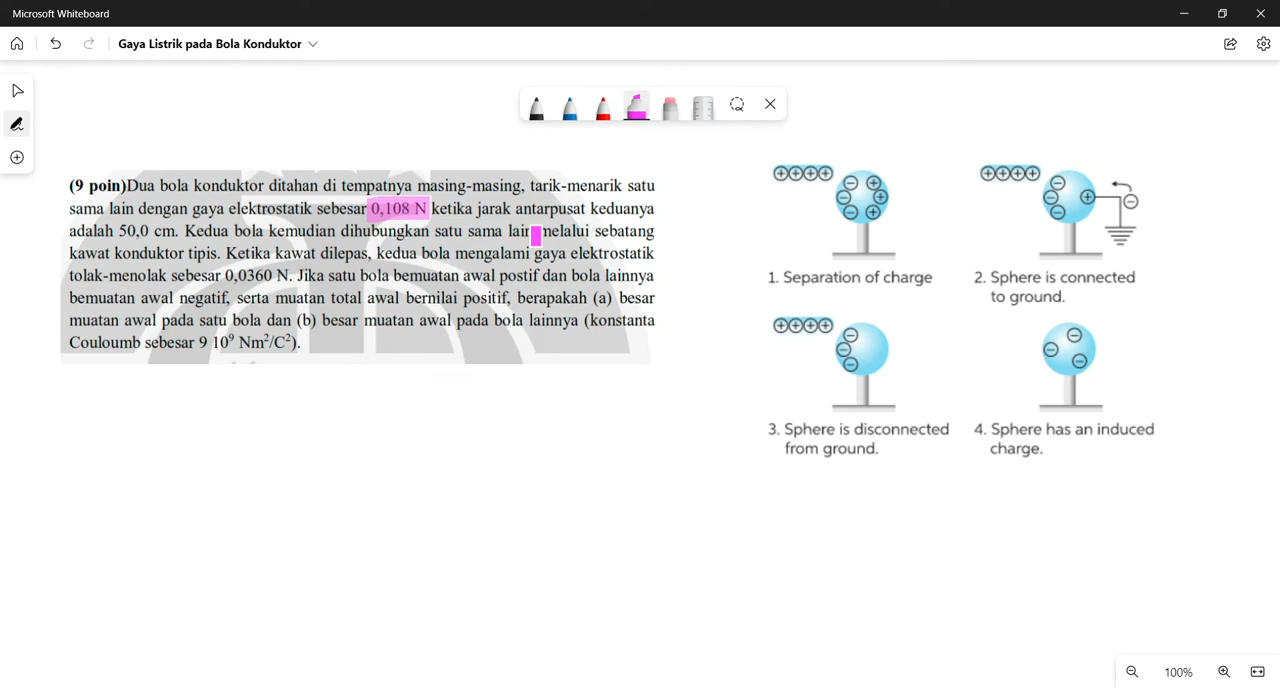 Microsoft Whiteboard
Gaya Listrik pada Bola Konduktor
(9 poin)Dua bola konduktor ditahan di tempatnya masing-masing, tarik-menarik satu
sama lain dengan gaya elektrostatik sebesar 0,108 N ketika jarak antarpusat keduanya
adalah 50,0 cm. Kedua bola kemudian dihubungkan satu sama lain melalui sebatang
kawat konduktor tipis. Ketika kawat dilepas, kedua bola mengalami gaya elektrostatik
tolak-menolak sebesar 0,0360 N. Jika satu bola bemuatan awal postif dan bola lainnya
bemuatan awal negatif, serta muatan total awal bernilai positif, berapakah (a) besar
muatan awal pada satu bola dan (b) besar muatan awal pada bola lainnya (konstanta
Couloumb sebesar 9 10⁹ Nm²/C²).
1. Separation of charge
2. Sphere is connected
to ground.
3. Sphere is disconnected
from ground.
4. Sphere has an induced
charge.
100%